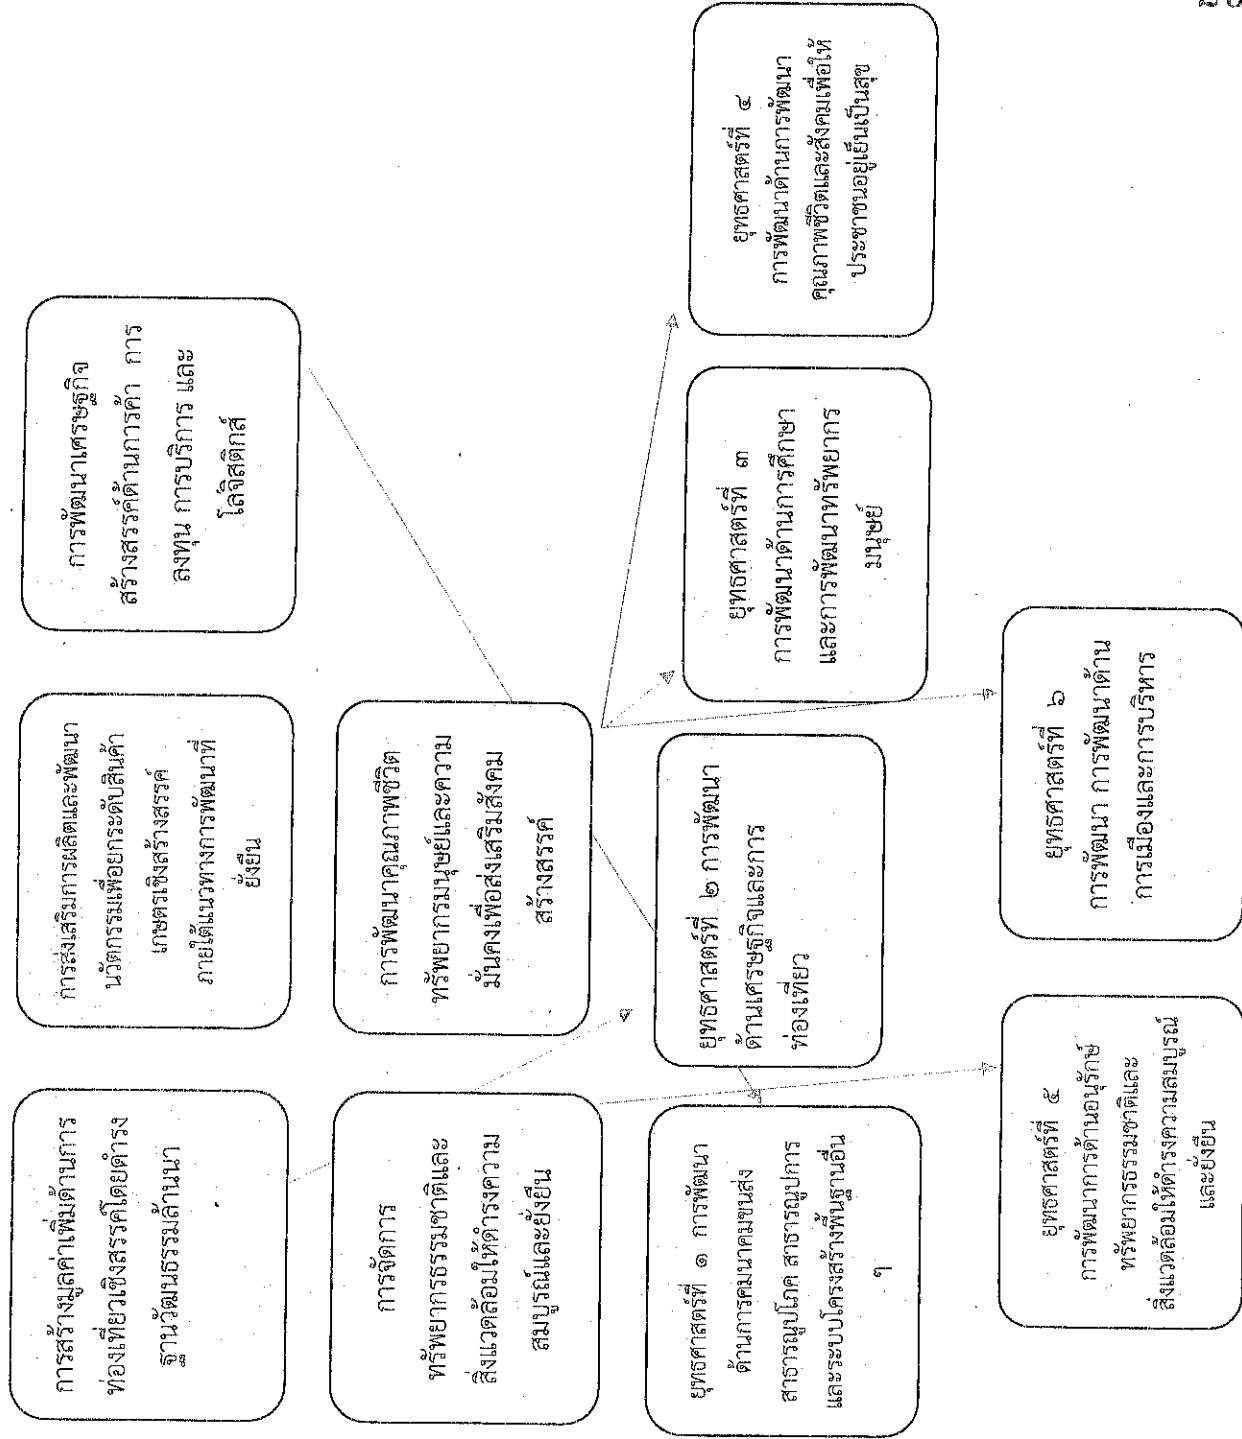 การสร้างมูลค่าเพิ่มด้านการ
ท่องเที่ยวเชิงสรรค์โดยดำรง
ฐานวัฒนธรรมล้านนา
การส่งเสริมการผลิตและพัฒนา
นวัตกรรมเพื่อยกระดับสินค้า
เกษตรเชิงสร้างสรรค์
ภายใต้แนวทางการพัฒนาที่
ยั่งยืน
การพัฒนาเศรษฐกิจ
สร้างสรรค์ด้านการค้า การ
ลงทุน การบริการ และ
โลจิสติกส์
การจัดการ
ทรัพยากรธรรมชาติและ
สิ่งแวดล้อมให้ดำรงความ
สมบูรณ์และยั่งยืน
การพัฒนาคุณภาพชีวิต
ทรัพยากรมนุษย์และความ
มั่นคงเพื่อส่งเสริมสังคม
สร้างสรรค์
ยุทธศาสตร์ที่ ๑ การพัฒนา
ด้านการคมนาคมขนส่ง
สาธารณูปโภค สาธารณูปการ
และระบบโครงสร้างพื้นฐานอื่น
ๆ
ยุทธศาสตร์ที่ ๒ การพัฒนา
ด้านเศรษฐกิจและการ
ท่องเที่ยว
ยุทธศาสตร์ที่ ๓
การพัฒนาด้านการศึกษา
และการพัฒนาทรัพยากร
มนุษย์
ยุทธศาสตร์ที่ ๔
การพัฒนาด้านการพัฒนา
คุณภาพชีวิตและสังคมเพื่อให้
ประชาชนอยู่เย็นเป็นสุข
ยุทธศาสตร์ที่ ๕
การพัฒนาการด้านอนุรักษ์
ทรัพยากรธรรมชาติและ
สิ่งแวดล้อมให้ดำรงความสมบูรณ์
และยั่งยืน
ยุทธศาสตร์ที่ ๖
การพัฒนา การพัฒนาด้าน
การเมืองและการบริหาร